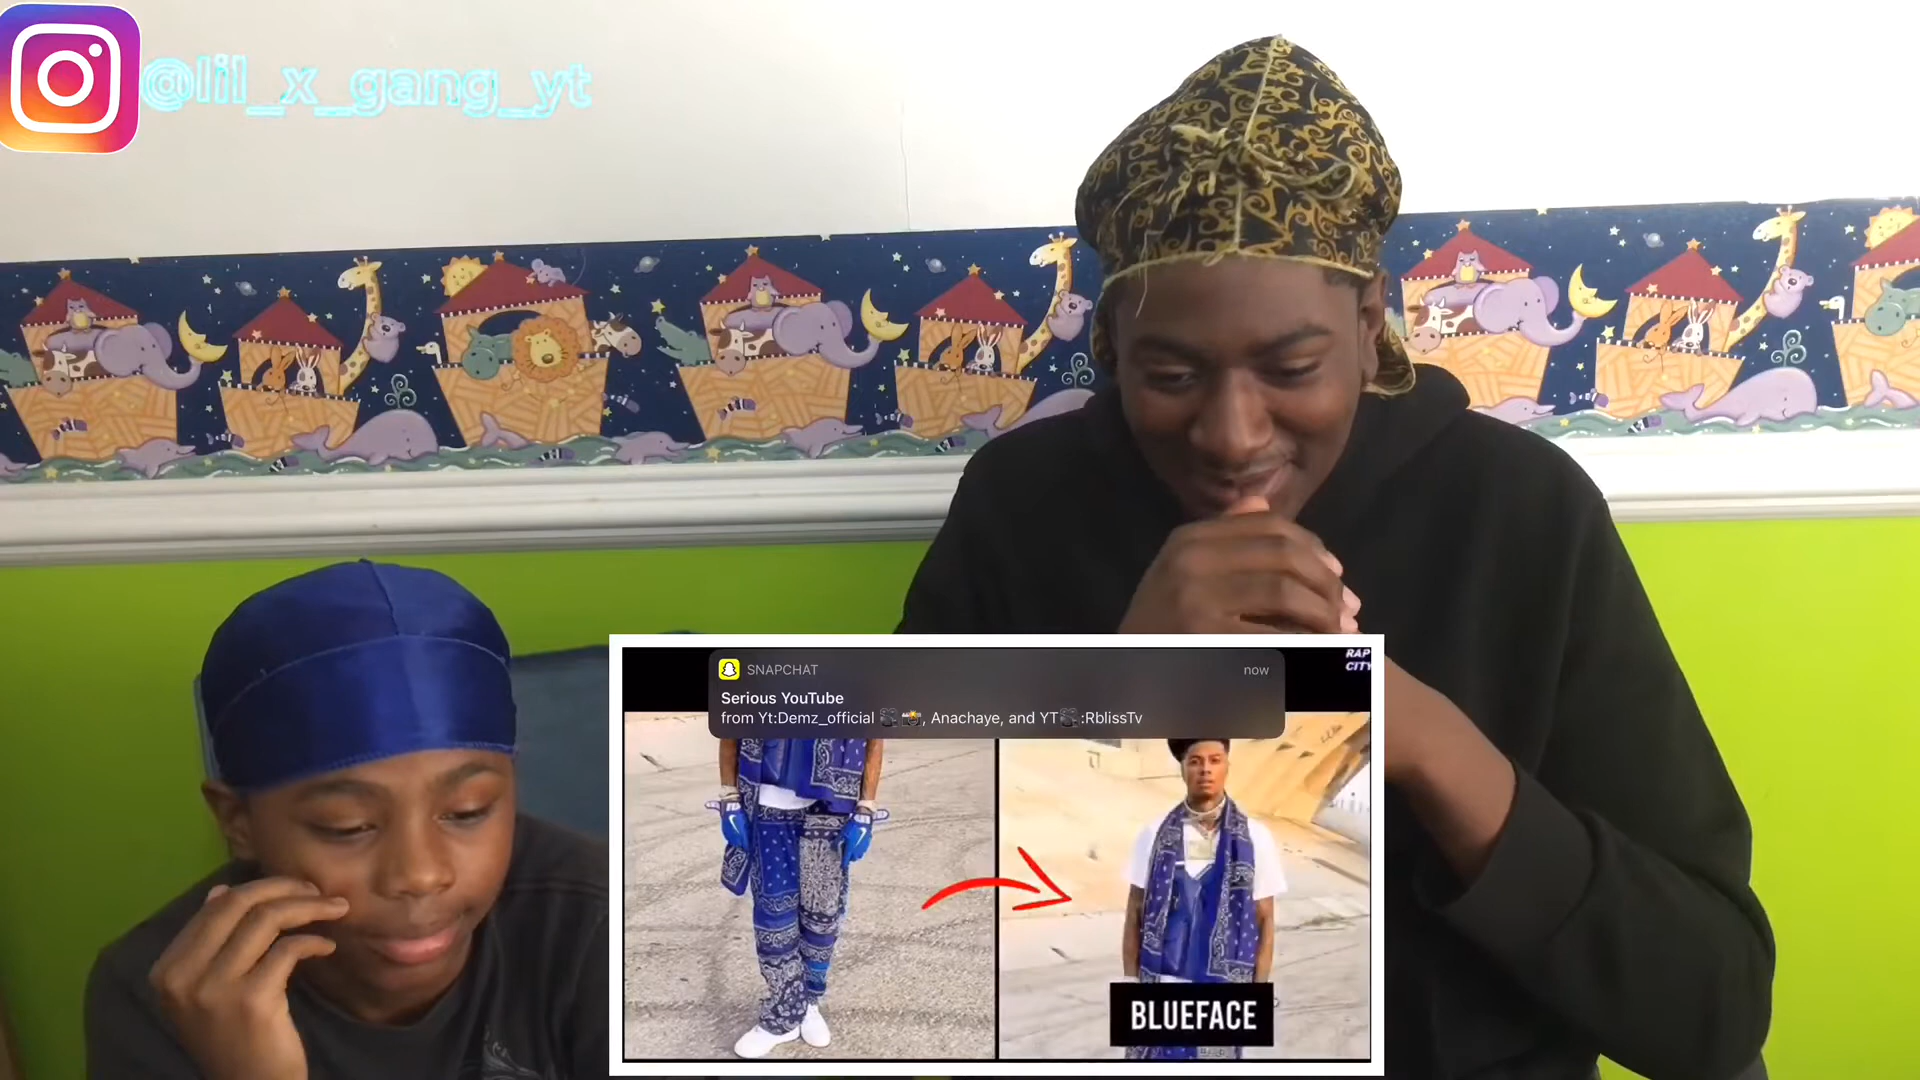 @lil_x_gang_yt
SNAPCHAT
now
RAP
CITY
Serious YouTube
from Yt:Demz_official 🎥📸, Anachaye, and YT🎥:RblissTv
BLUEFACE